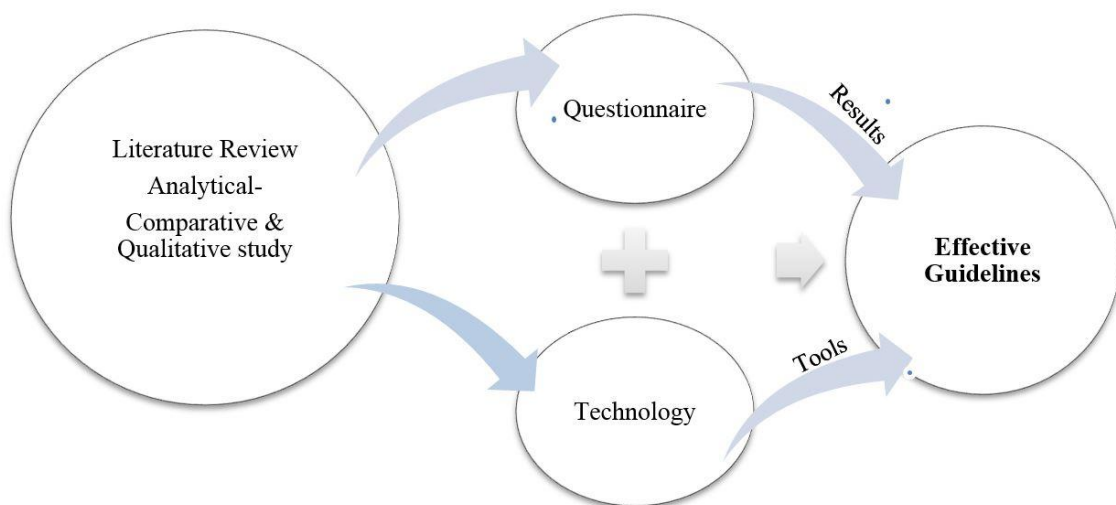 Literature Review
Analytical-
Comparative &
Qualitative study
Questionnaire
Results
Effective
Guidelines
Technology
Tools